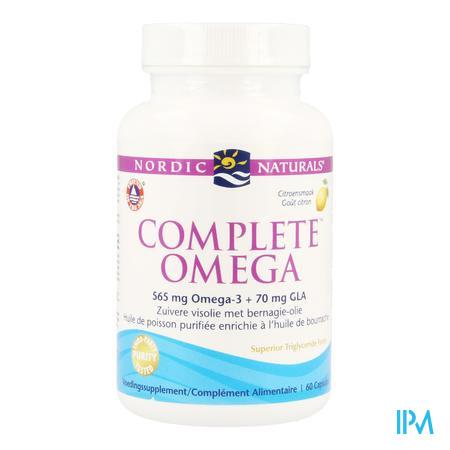 NORDIC NATURALS®
Citroensmaak
Goût citron
COMPLETE™
OMEGA
565 mg Omega-3 + 70 mg GLA
Zuivere visolie met bernagie-olie
Huile de poisson purifiée enrichie à l'huile de bourrache
Superior Triglyceride Form
PURITY
TESTED
Voedingssupplement/Complément Alimentaire | 60 Capsules
IPM